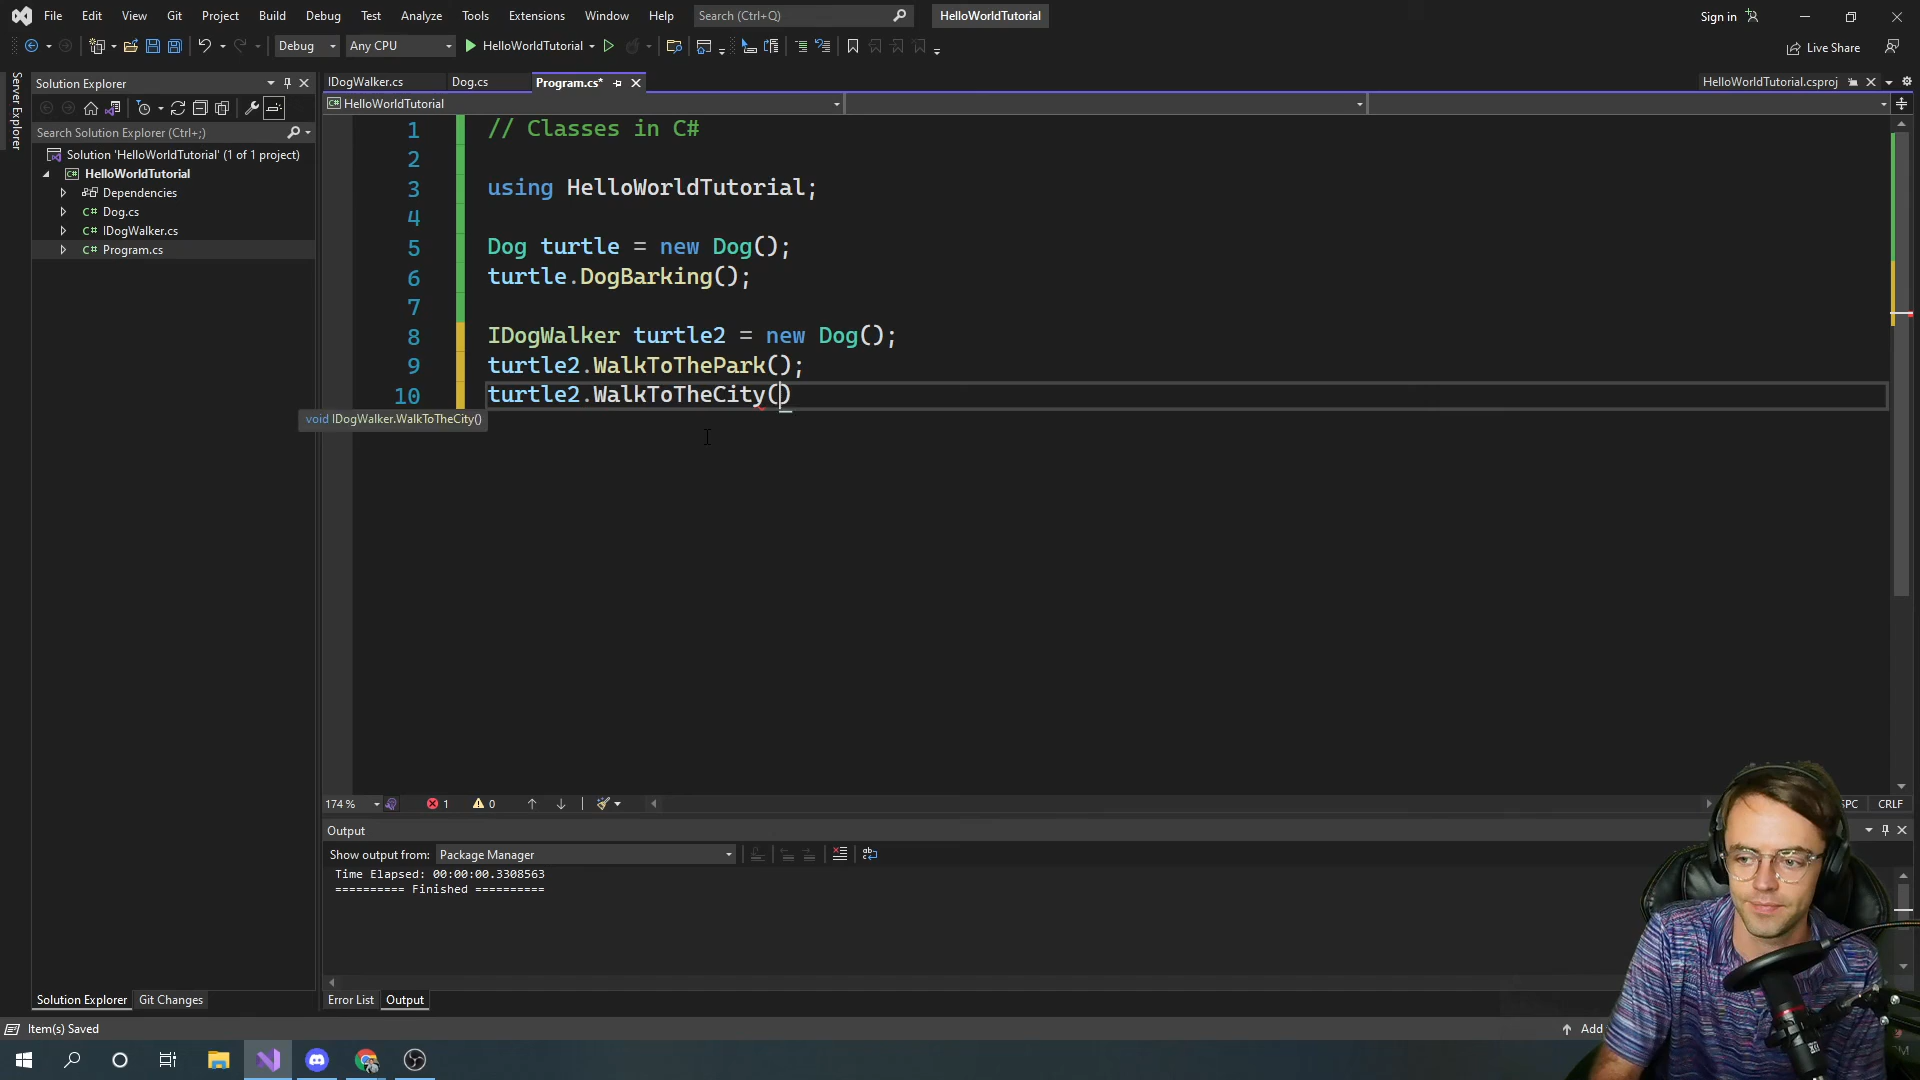 File Edit View Git Project Build Debug Test Analyze Tools Extensions Window Help Search (Ctrl+Q) HelloWorldTutorial Sign in
Debug Any CPU HelloWorldTutorial Live Share
Server Explorer
Solution Explorer
Search Solution Explorer (Ctrl+;)
Solution 'HelloWorldTutorial' (1 of 1 project)
HelloWorldTutorial
Dependencies
C# Dog.cs
C# IDogWalker.cs
C# Program.cs
IDogWalker.cs Dog.cs Program.cs* HelloWorldTutorial.csproj
C# HelloWorldTutorial
1 // Classes in C#
2
3 using HelloWorldTutorial;
4
5 Dog turtle = new Dog();
6 turtle.DogBarking();
7
8 IDogWalker turtle2 = new Dog();
9 turtle2.WalkToThePark();
10 turtle2.WalkToTheCity()
void IDogWalker.WalkToTheCity()
174 % 1 0 SPC CRLF
Output
Show output from: Package Manager
Time Elapsed: 00:00:00.3308563
========== Finished ==========
Solution Explorer Git Changes
Error List Output
Item(s) Saved Add